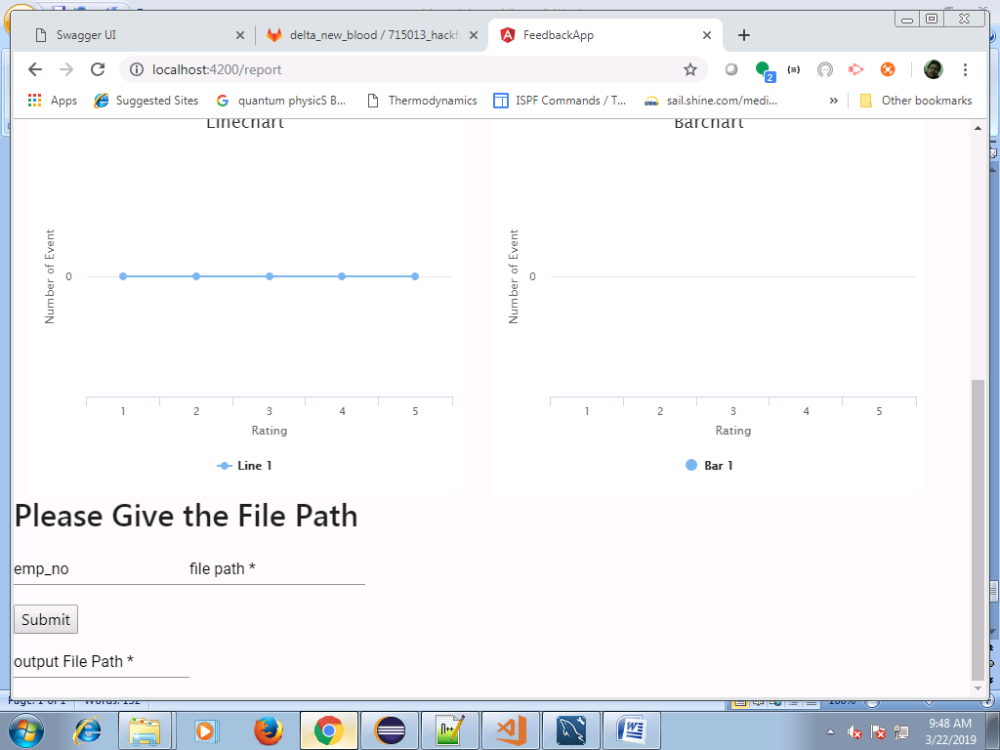 Swagger UI
delta_new_blood / 715013_hackf
FeedbackApp
localhost:4200/report
2
Apps
Suggested Sites
quantum physicS B...
Thermodynamics
ISPF Commands / T...
sail.shine.com/medi...
»
Other bookmarks
Linechart
Barchart
Number of Event
0
1 2 3 4 5
Rating
Line 1
Number of Event
0
1 2 3 4 5
Rating
Bar 1
Please Give the File Path
emp_no
file path *
Submit
output File Path *
Page: 1 of 1
Words: 132
100%
9:48 AM
3/22/2019